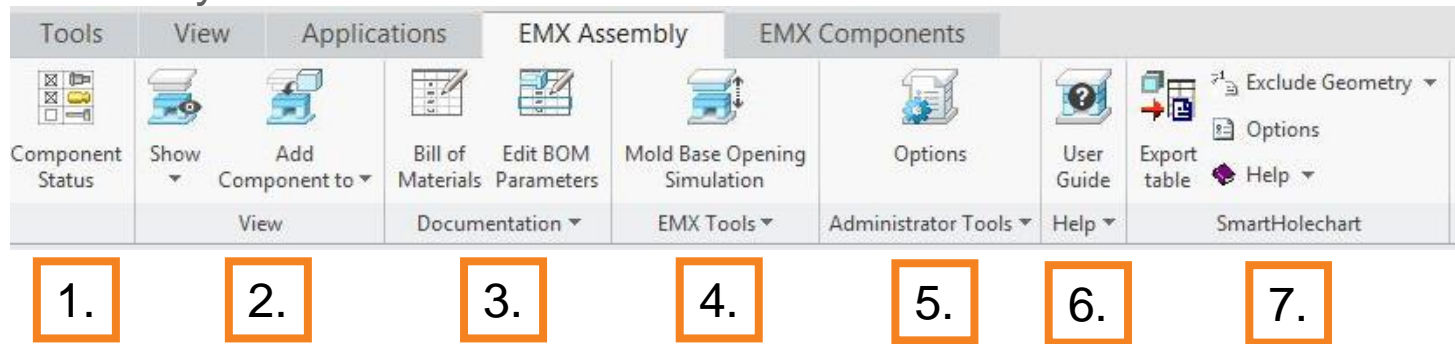 Tools View Applications EMX Assembly EMX Components
Component Status
Show
Add Component to
Bill of Materials
Edit BOM Parameters
Mold Base Opening Simulation
Options
User Guide
Export table
Exclude Geometry
Options
Help
View Documentation EMX Tools Administrator Tools Help SmartHolechart
1. 2. 3. 4. 5. 6. 7.